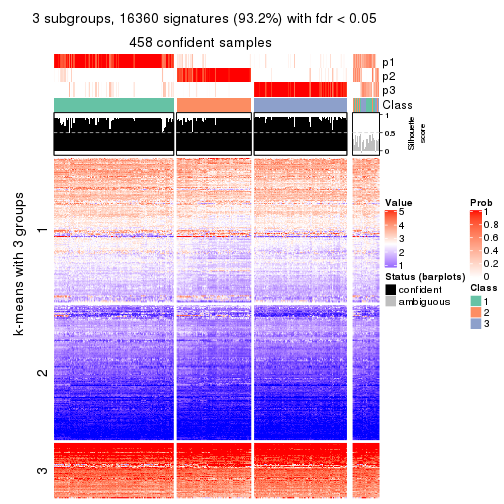 3 subgroups, 16360 signatures (93.2%) with fdr < 0.05
458 confident samples
p1
p2
p3
Class
1
0.5
0
Silhouette
score
k-means with 3 groups
1
2
3
Value
5
4
3
2
1
Status (barplots)
confident
ambiguous
Prob
1
0.8
0.6
0.4
0.2
0
Class
1
2
3